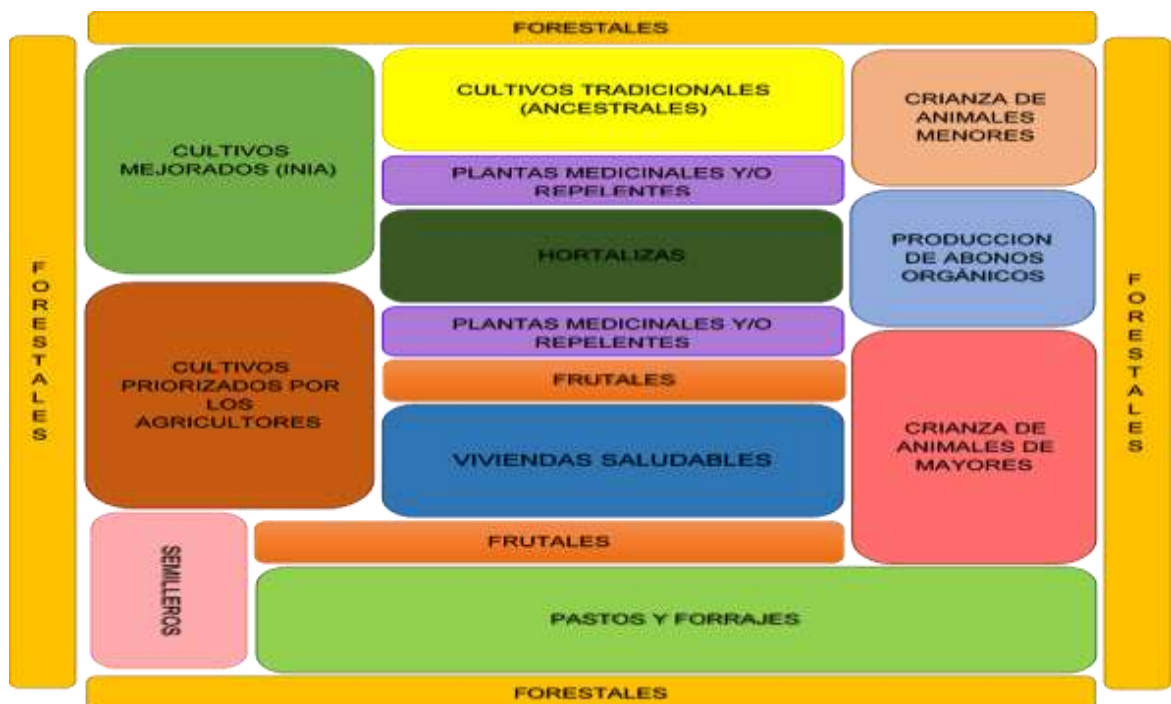 FORESTALES
FORESTALES
CULTIVOS
MEJORADOS (INIA)
CULTIVOS TRADICIONALES
(ANCESTRALES)
CRIANZA DE
ANIMALES
MENORES
PLANTAS MEDICINALES Y/O
REPELENTES
HORTALIZAS
PRODUCCION
DE ABONOS
ORGÁNICOS
FORESTALES
PLANTAS MEDICINALES Y/O
REPELENTES
CULTIVOS
PRIORIZADOS POR
LOS
AGRICULTORES
FRUTALES
VIVIENDAS SALUDABLES
CRIANZA DE
ANIMALES DE
MAYORES
SEMILLEROS
FRUTALES
PASTOS Y FORRAJES
FORESTALES